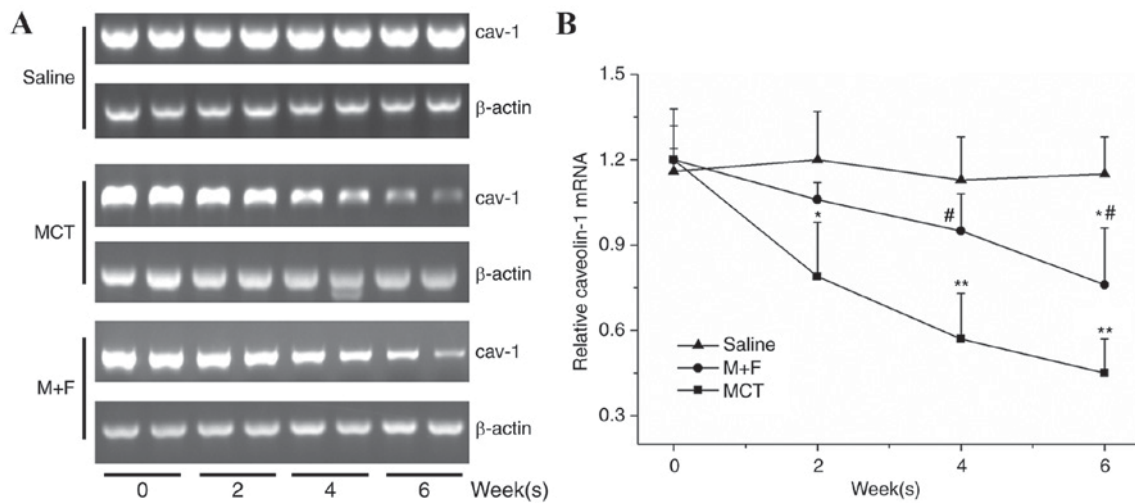 A
Saline
cav-1
β-actin
MCT
cav-1
β-actin
M+F
cav-1
β-actin
0 2 4 6 Week(s)
B
Relative caveolin-1 mRNA
1.5
1.2
0.9
0.6
0.3
*
#
**
*#
**
Saline
M+F
MCT
0 2 4 6
Week(s)